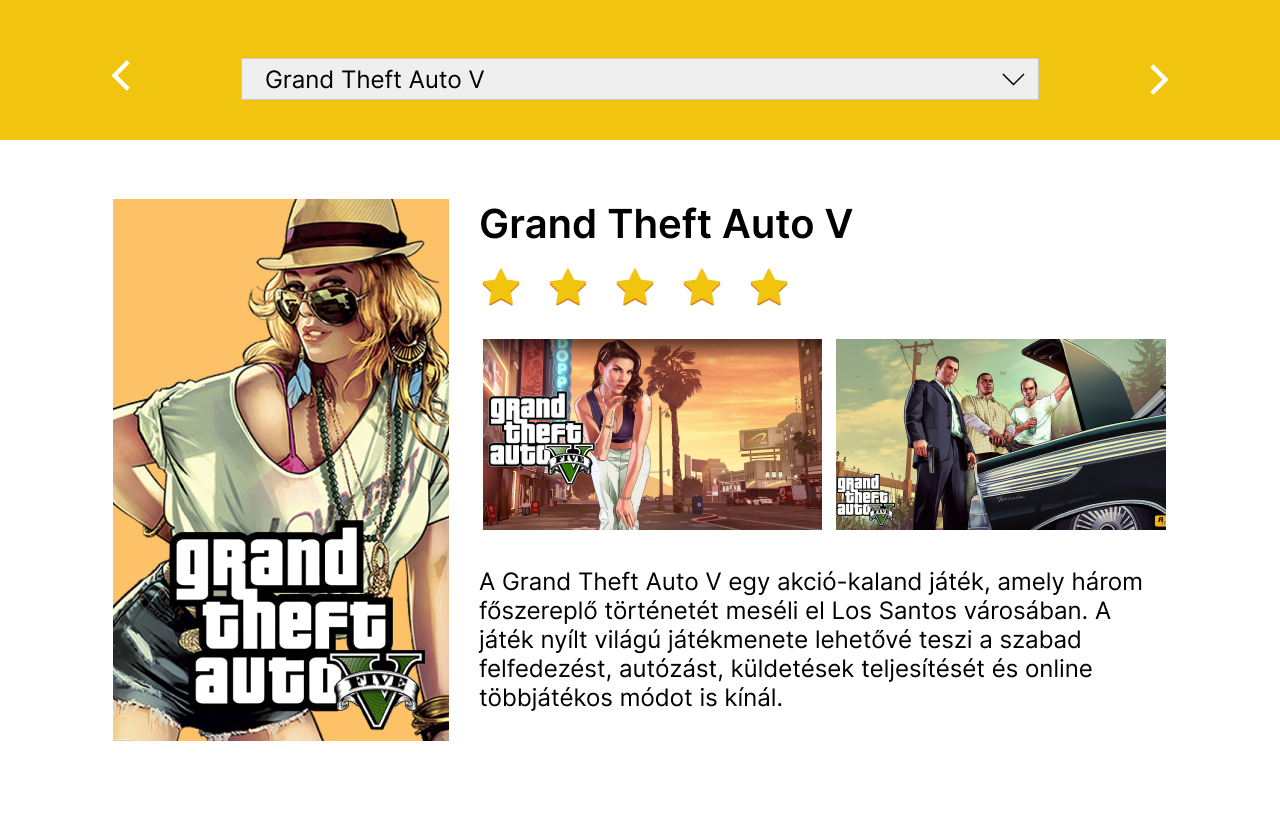 Grand Theft Auto V
Grand Theft Auto V
grand
theft
auto V
FIVE
grand
theft
auto V
FIVE
grand
theft
auto V
FIVE
A Grand Theft Auto V egy akció-kaland játék, amely három
főszereplő történetét meséli el Los Santos városában. A
játék nyílt világú játékmenete lehetővé teszi a szabad
felfedezést, autózást, küldetések teljesítését és online
többjátékos módot is kínál.